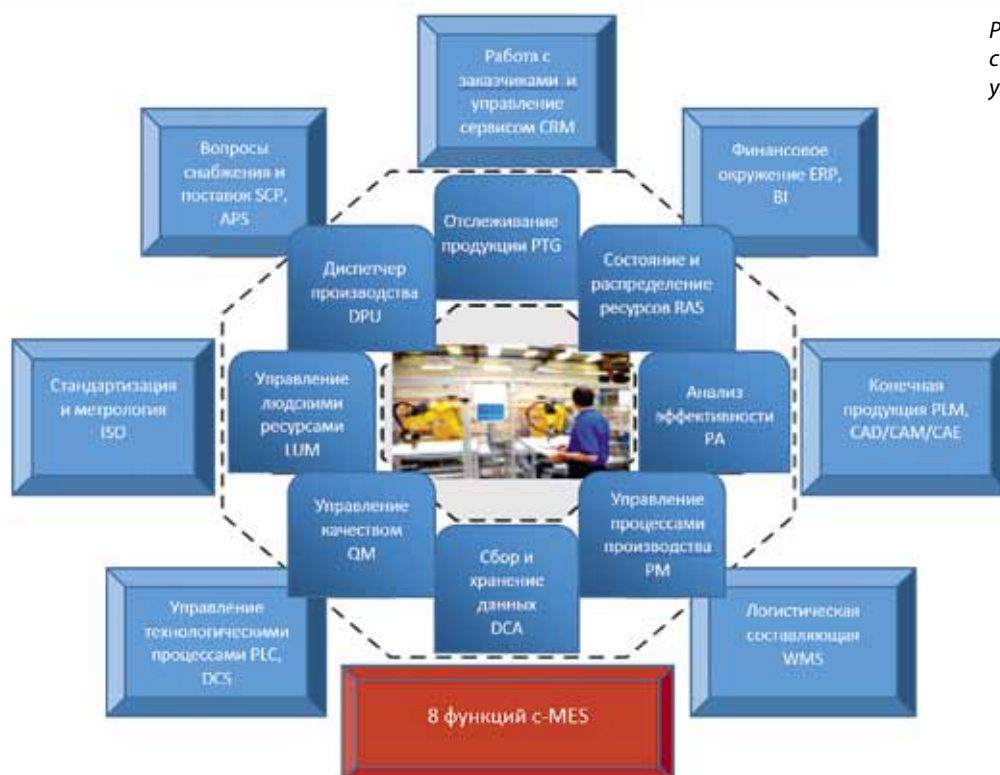 Р
с
у
Работа с
заказчиками и
управление
сервисом CRM
Вопросы
снабжения и
поставок SCP,
APS
Финансовое
окружение ERP,
BI
Отслеживание
продукции PTG
Диспетчер
производства
DPU
Состояние и
распределение
ресурсов RAS
Стандартизация
и метрология
ISO
Управление
людскими
ресурсами
LUM
Анализ
эффективности
PA
Конечная
продукция PLM,
CAD/CAM/CAE
Управление
качеством
QM
Сбор и
хранение
данных
DCA
Управление
процессами
производства
PM
Управление
технологическими
процессами PLC,
DCS
Логистическая
составляющая
WMS
8 функций c-MES